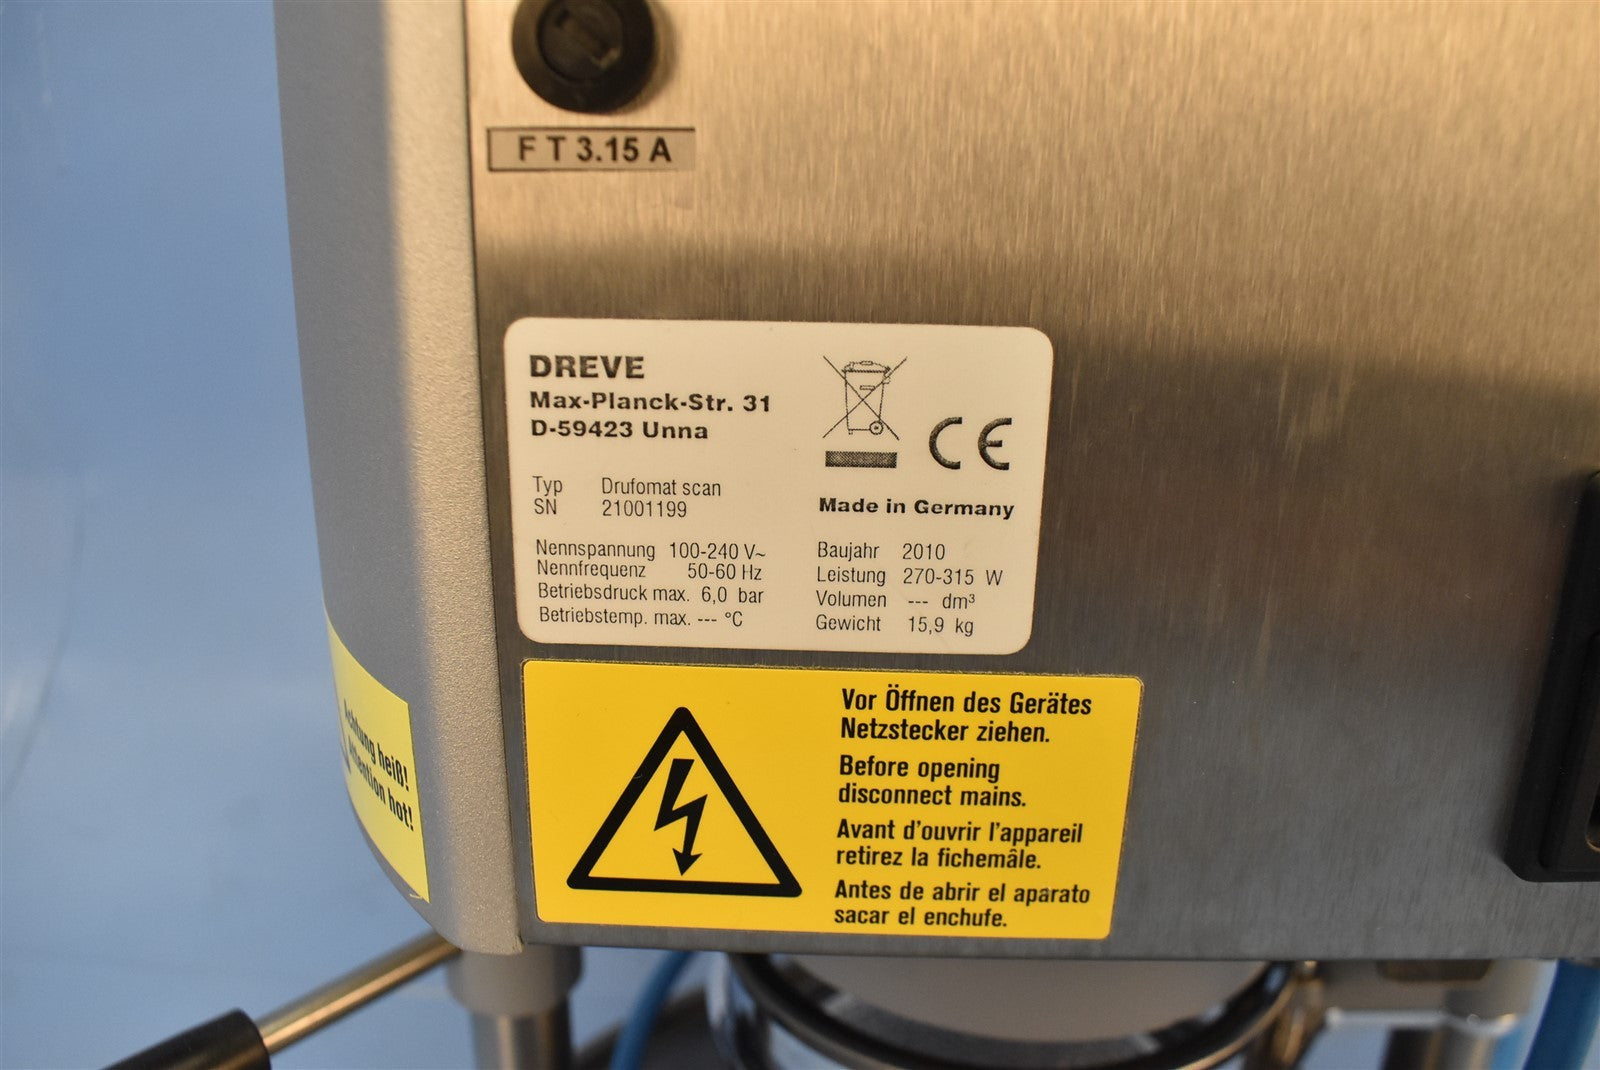 F T 3.15 A
DREVE
Max-Planck-Str. 31
D-59423 Unna
CE
Typ Drufomat scan
SN 21001199
Made in Germany
Nennspannung 100-240 V~
Nennfrequenz 50-60 Hz
Betriebsdruck max. 6,0 bar
Betriebstemp. max. --- °C
Baujahr 2010
Leistung 270-315 W
Volumen --- dm³
Gewicht 15,9 kg
Achtung heiß!
Attention hot!
Vor Öffnen des Gerätes
Netzstecker ziehen.
Before opening
disconnect mains.
Avant d'ouvrir l'appareil
retirez la fichemâle.
Antes de abrir el aparato
sacar el enchufe.